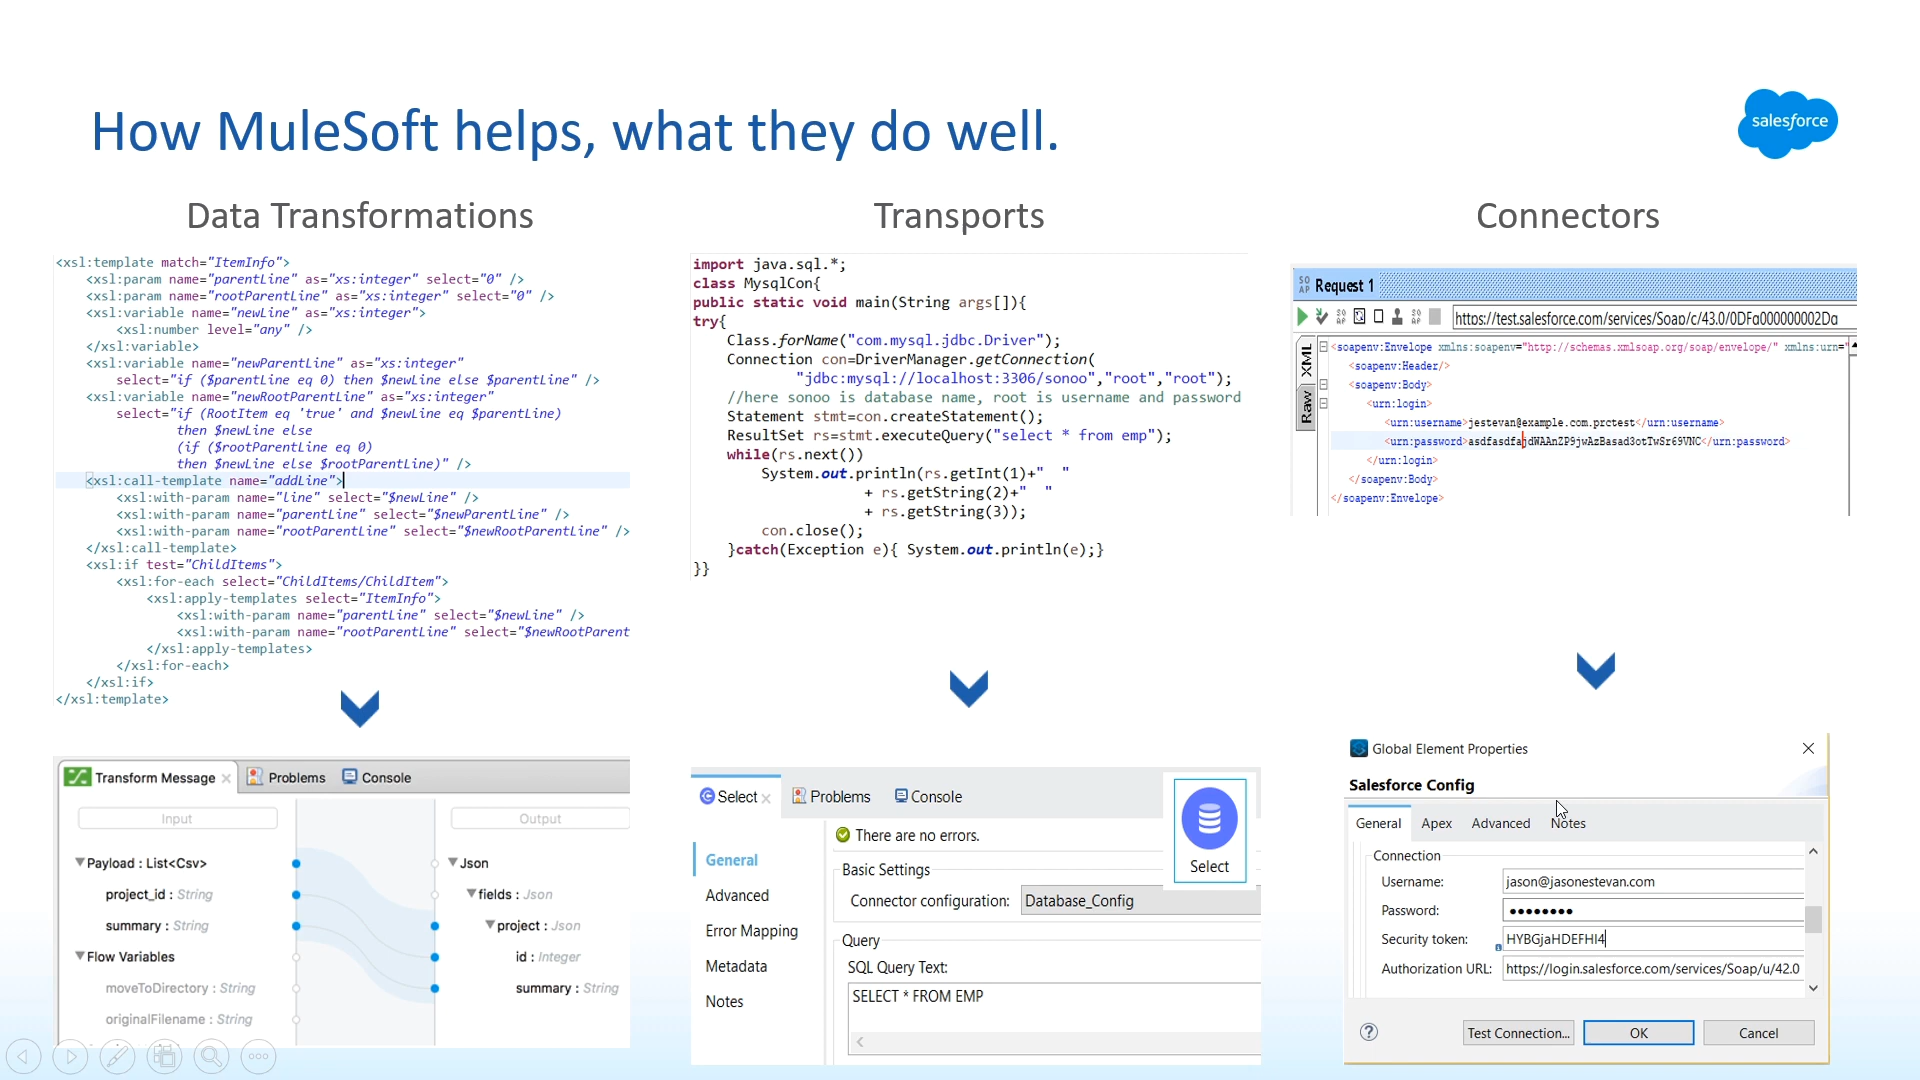 How MuleSoft helps, what they do well.
salesforce
Data Transformations
<xsl:template match="ItemInfo">
<xsl:param name="parentLine" as="xs:integer" select="0" />
<xsl:param name="rootParentLine" as="xs:integer" select="0" />
<xsl:variable name="newLine" as="xs:integer">
<xsl:number level="any" />
</xsl:variable>
<xsl:variable name="newParentLine" as="xs:integer"
select="if ($parentLine eq 0) then $newLine else $parentLine" />
<xsl:variable name="newRootParentLine" as="xs:integer"
select="if (RootItem eq 'true' and $newLine eq $parentLine)
then $newLine else
(if ($rootParentLine eq 0)
then $newLine else $rootParentLine)" />
<xsl:call-template name="addLine">
<xsl:with-param name="line" select="$newLine" />
<xsl:with-param name="parentLine" select="$newParentLine" />
<xsl:with-param name="rootParentLine" select="$newRootParentLine" />
</xsl:call-template>
<xsl:if test="ChildItems">
<xsl:for-each select="ChildItems/ChildItem">
<xsl:apply-templates select="ItemInfo">
<xsl:with-param name="parentLine" select="$newLine" />
<xsl:with-param name="rootParentLine" select="$newRootParent
</xsl:apply-templates>
</xsl:for-each>
</xsl:if>
</xsl:template>
Transform Message Problems Console
Input Output
Payload : List<Csv> Json
project_id : String fields : Json
summary : String project : Json
Flow Variables id : Integer
moveToDirectory : String summary : String
originalFilename : String
Transports
import java.sql.*;
class MysqlCon{
public static void main(String args[]){
try{
Class.forName("com.mysql.jdbc.Driver");
Connection con=DriverManager.getConnection(
"jdbc:mysql://localhost:3306/sonoo","root","root");
//here sonoo is database name, root is username and password
Statement stmt=con.createStatement();
ResultSet rs=stmt.executeQuery("select * from emp");
while(rs.next())
System.out.println(rs.getInt(1)+"  "
+ rs.getString(2)+"  "
+ rs.getString(3));
con.close();
}catch(Exception e){ System.out.println(e);}
}}
Select Problems Console
There are no errors.
Select
General
Advanced
Error Mapping
Metadata
Notes
Basic Settings
Connector configuration: Database_Config
Query
SQL Query Text:
SELECT * FROM EMP
Connectors
SO AP Request 1
https://test.salesforce.com/services/Soap/c/43.0/0DFa000000002Da
XML
Raw
<soapenv:Envelope xmlns:soapenv="http://schemas.xmlsoap.org/soap/envelope/" xmlns:urn="
<soapenv:Header/>
<soapenv:Body>
<urn:login>
<urn:username>jestevan@example.com.prctest</urn:username>
<urn:password>asdfasdfajdWAAnZP9jwAzBasad3otTwSr69VNC</urn:password>
</urn:login>
</soapenv:Body>
</soapenv:Envelope>
Global Element Properties
Salesforce Config
General Apex Advanced Notes
Connection
Username: jason@jasonestevan.com
Password: ●●●●●●●●
Security token: HYBGjaHDEFHI4
Authorization URL: https://login.salesforce.com/services/Soap/u/42.0
Test Connection... OK Cancel